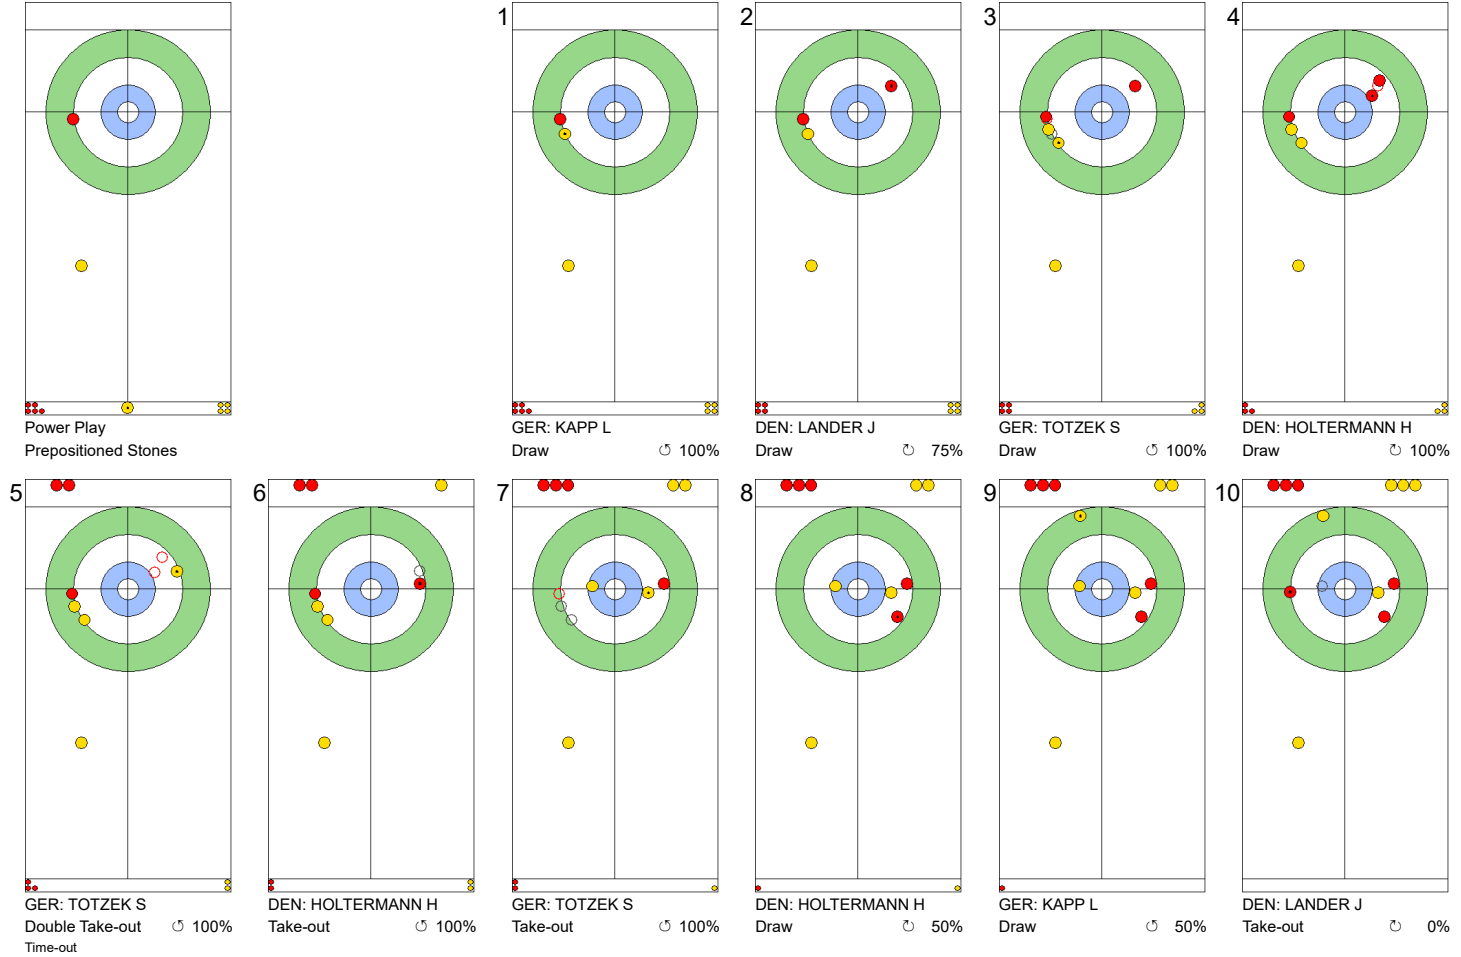 Power Play
Prepositioned Stones
1
GER: KAPP L
Draw ↺ 100%
2
DEN: LANDER J
Draw ↻ 75%
3
GER: TOTZEK S
Draw ↺ 100%
4
DEN: HOLTERMANN H
Draw ↻ 100%
5
GER: TOTZEK S
Double Take-out ↺ 100%
Time-out
6
DEN: HOLTERMANN H
Take-out ↺ 100%
7
GER: TOTZEK S
Take-out ↺ 100%
8
DEN: HOLTERMANN H
Draw ↻ 50%
9
GER: KAPP L
Draw ↺ 50%
10
DEN: LANDER J
Take-out ↻ 0%